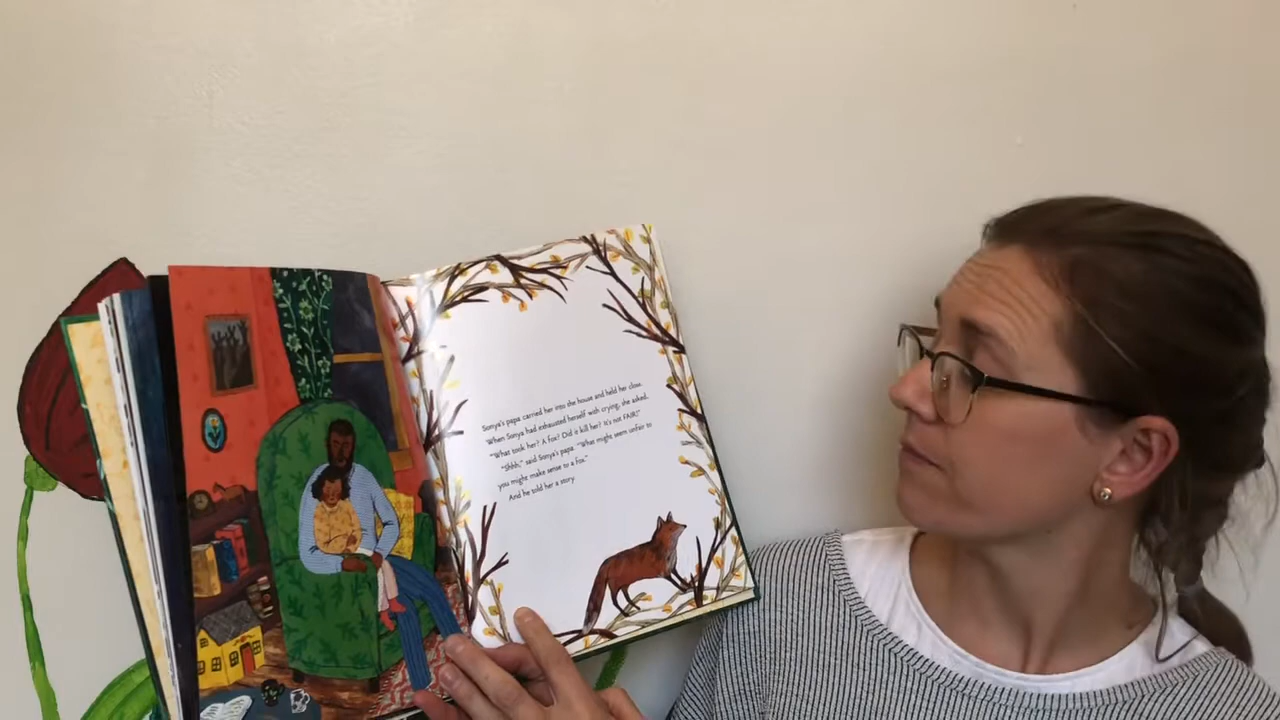 Sonya's papa carried her into the house and held her close.
When Sonya had exhausted herself with crying, she asked,
"What took her? A fox? Did it kill her? It's not FAIR!"
"Shhh," said Sonya's papa. "What might seem unfair to
you might make sense to a fox."
And he told her a story.